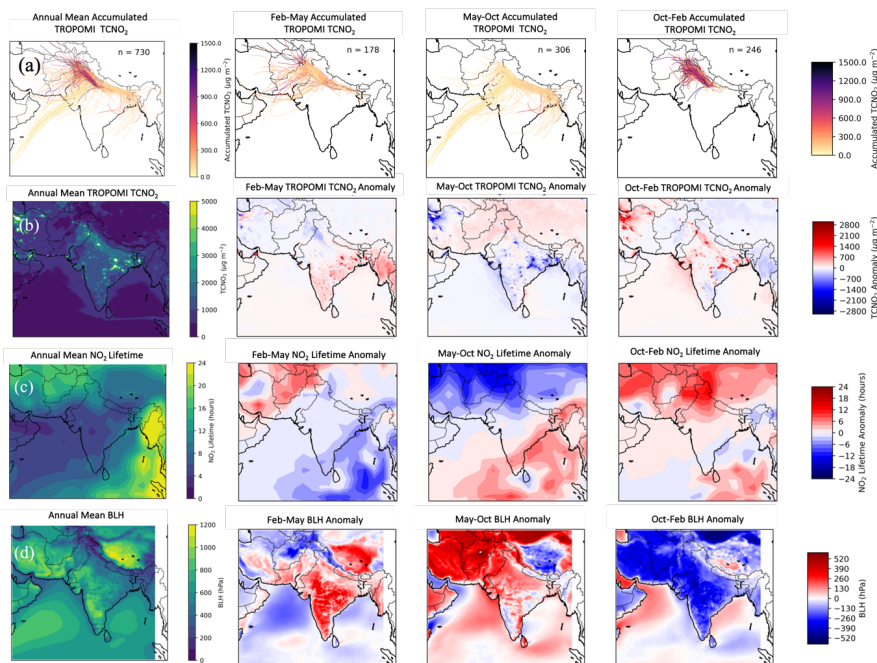 Annual Mean Accumulated
TROPOMI TCNO₂
Feb-May Accumulated
TROPOMI TCNO₂
May-Oct Accumulated
TROPOMI TCNO₂
Oct-Feb Accumulated
TROPOMI TCNO₂
(a)
n = 730
1500.0
1200.0
900.0
600.0
300.0
0.0
Accumulated TCNO₂ (µg m⁻²)
n = 178
n = 306
n = 246
1500.0
1200.0
900.0
600.0
300.0
0.0
Accumulated TCNO₂ (µg m⁻²)
Annual Mean TROPOMI TCNO₂
Feb-May TROPOMI TCNO₂ Anomaly
May-Oct TROPOMI TCNO₂ Anomaly
Oct-Feb TROPOMI TCNO₂ Anomaly
(b)
5000
4000
3000
2000
1000
0
TCNO₂ (µg m⁻²)
2800
2100
1400
700
0
−700
−1400
−2100
−2800
TCNO₂ Anomaly (µg m⁻²)
Annual Mean NO₂ Lifetime
Feb-May NO₂ Lifetime Anomaly
May-Oct NO₂ Lifetime Anomaly
Oct-Feb NO₂ Lifetime Anomaly
(c)
24
20
16
12
8
4
0
NO₂ Lifetime (hours)
24
18
12
6
0
−6
−12
−18
−24
NO₂ Lifetime Anomaly (hours)
Annual Mean BLH
Feb-May BLH Anomaly
May-Oct BLH Anomaly
Oct-Feb BLH Anomaly
(d)
1200
1000
800
600
400
200
0
BLH (hPa)
520
390
260
130
0
−130
−260
−390
−520
BLH (hPa)